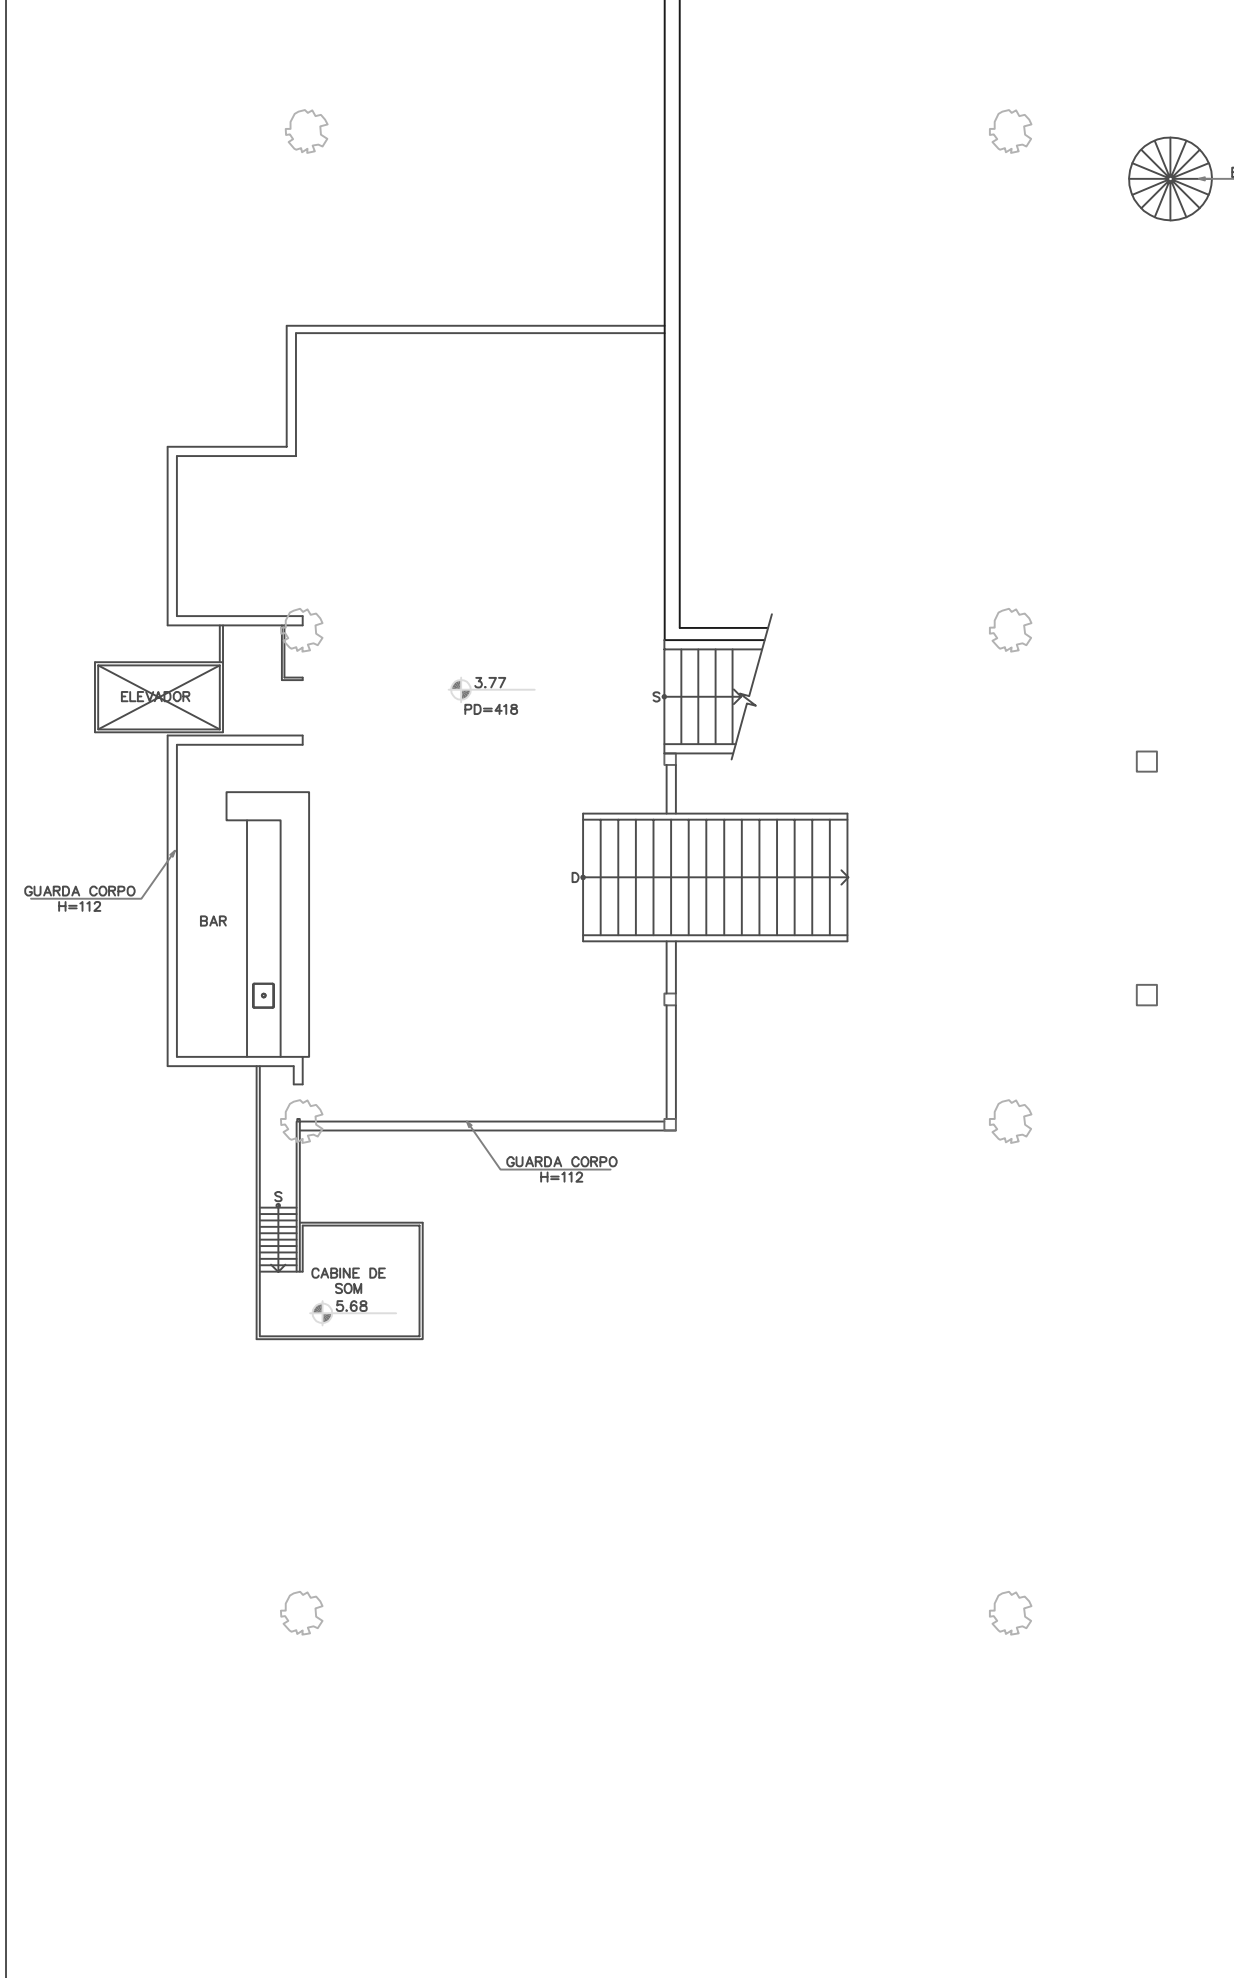 ELEVADOR
3.77
PD=418
S
D
GUARDA CORPO
H=112
BAR
GUARDA CORPO
H=112
S
CABINE DE
SOM
5.68